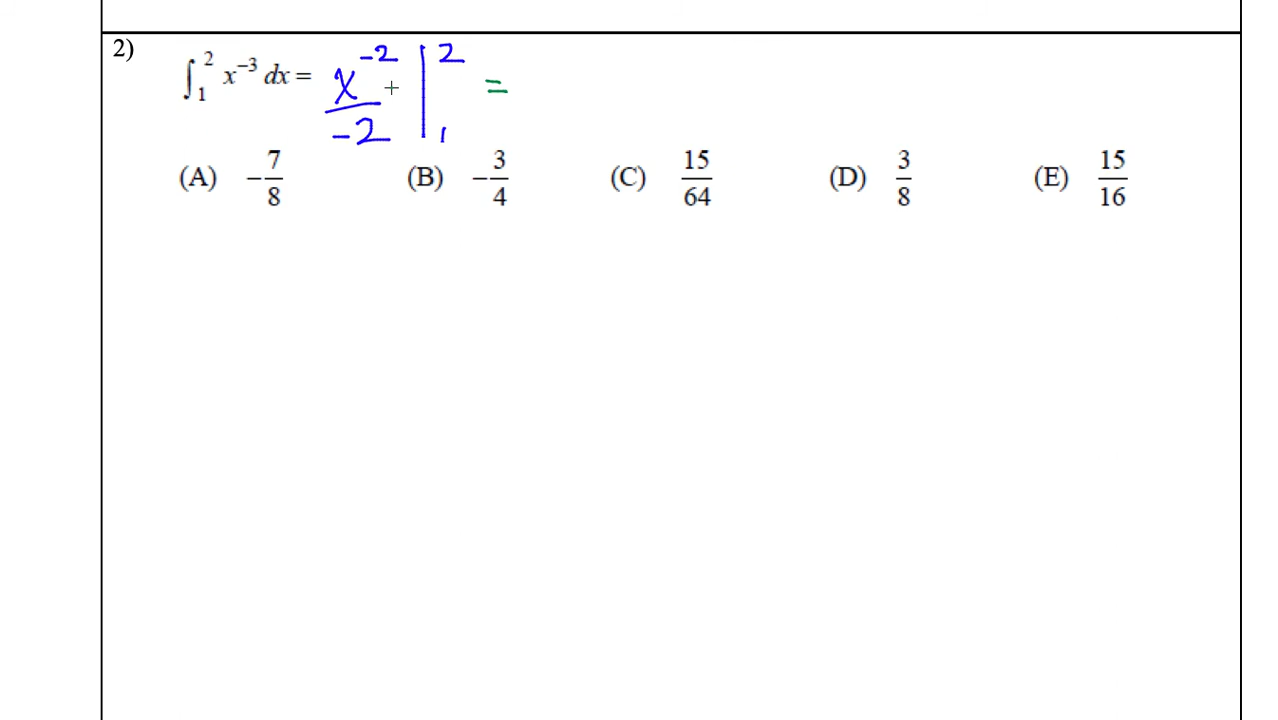 2)
∫₁² x⁻³ dx = x⁻²/-2 |₁² =
(A) -7/8 (B) -3/4 (C) 15/64 (D) 3/8 (E) 15/16